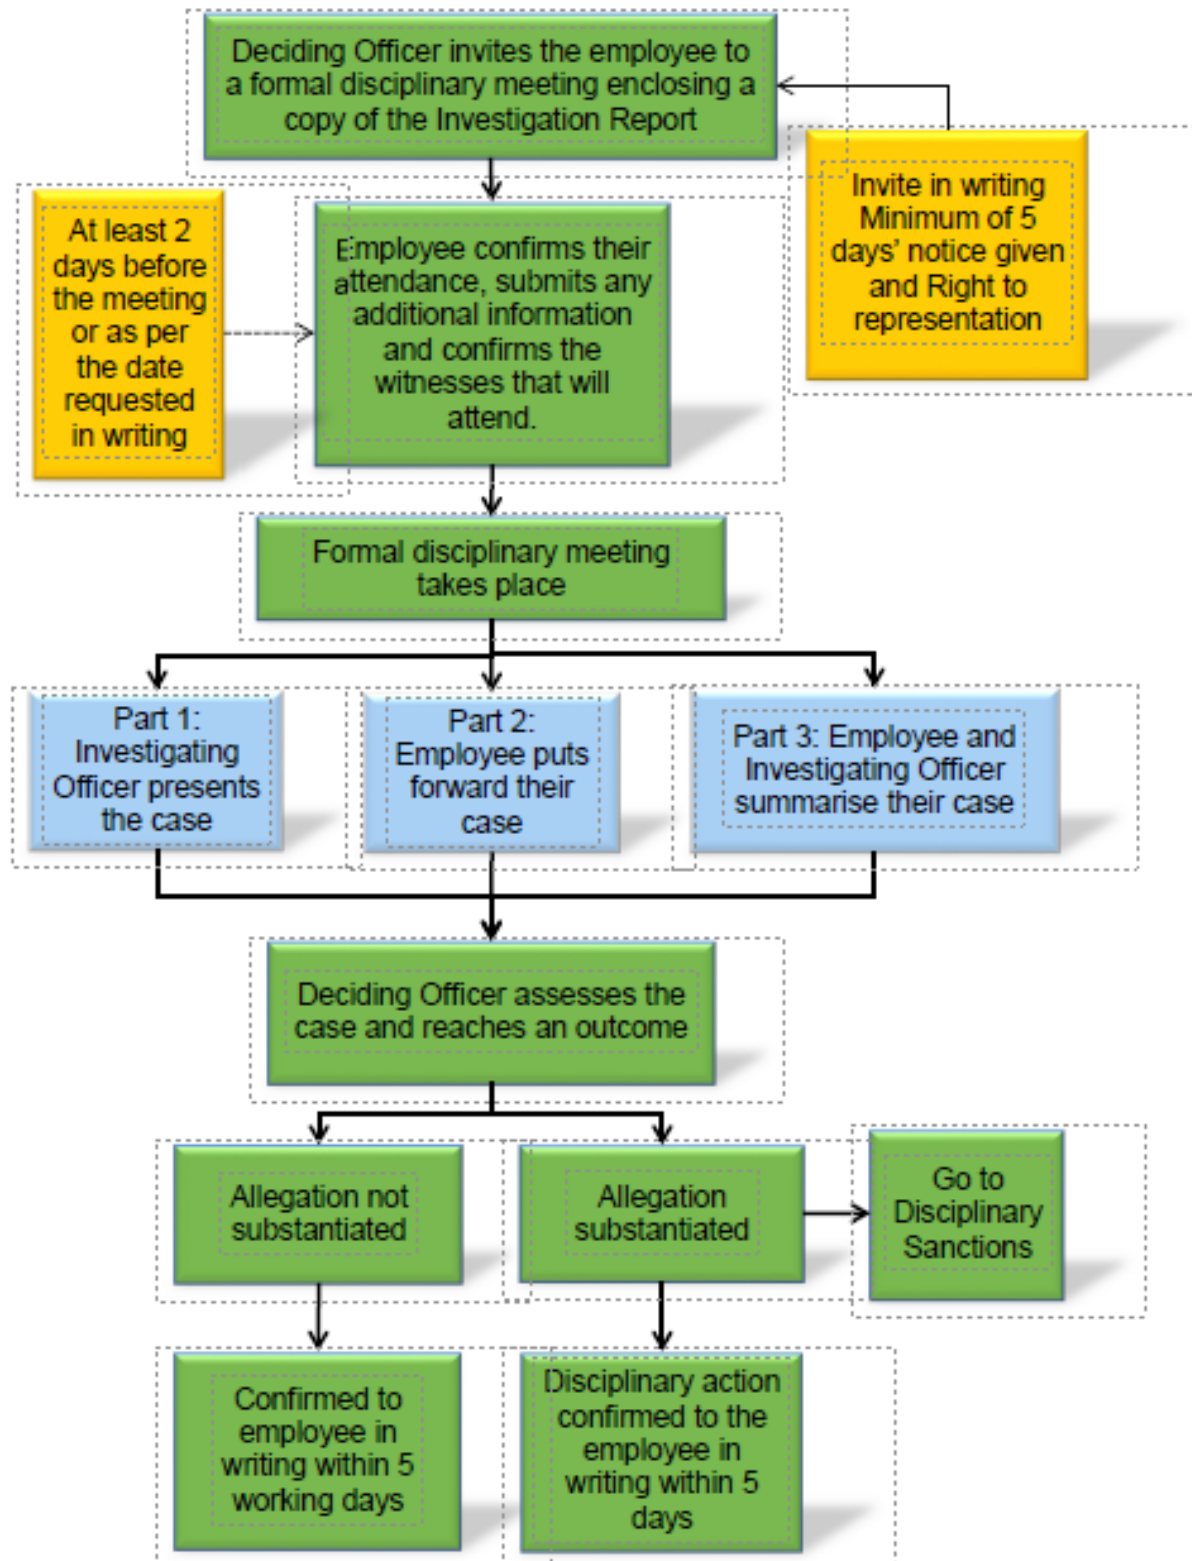 Deciding Officer invites the employee to
a formal disciplinary meeting enclosing a
copy of the Investigation Report
Invite in writing
Minimum of 5
days' notice given
and Right to
representation
At least 2
days before
the meeting
or as per
the date
requested
in writing
Employee confirms their
attendance, submits any
additional information
and confirms the
witnesses that will
attend.
Formal disciplinary meeting
takes place
Part 1:
Investigating
Officer presents
the case
Part 2:
Employee puts
forward their
case
Part 3: Employee and
Investigating Officer
summarise their case
Deciding Officer assesses the
case and reaches an outcome
Allegation not
substantiated
Allegation
substantiated
Go to
Disciplinary
Sanctions
Confirmed to
employee in
writing within 5
working days
Disciplinary action
confirmed to the
employee in
writing within 5
days